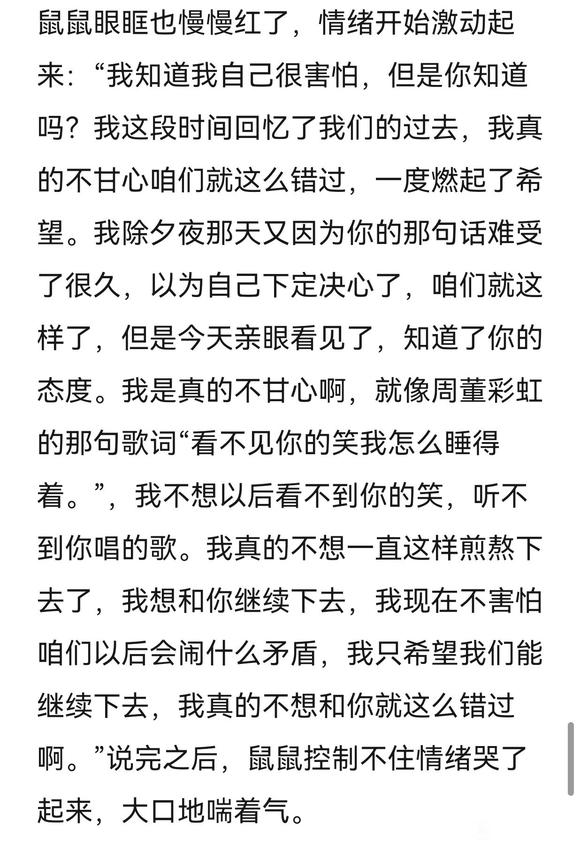 鼠鼠眼眶也慢慢红了，情绪开始激动起
来：“我知道我自己很害怕，但是你知道
吗？我这段时间回忆了我们的过去，我真
的不甘心咱们就这么错过，一度燃起了希
望。我除夕夜那天又因为你的那句话难受
了很久，以为自己下定决心了，咱们就这
样了，但是今天亲眼看见了，知道了你的
态度。我是真的不甘心啊，就像周董彩虹
的那句歌词“看不见你的笑我怎么睡得
着。”，我不想以后看不到你的笑，听不
到你唱的歌。我真的不想一直这样煎熬下
去了，我想和你继续下去，我现在不害怕
咱们以后会闹什么矛盾，我只希望我们能
继续下去，我真的不想和你就这么错过
啊。”说完之后，鼠鼠控制不住情绪哭了
起来，大口地喘着气。